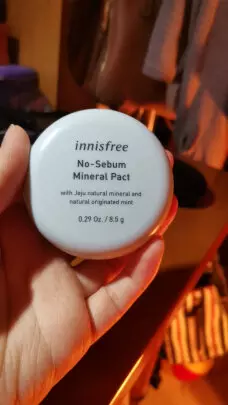 innisfree
No-Sebum
Mineral Pact
with Jeju natural mineral and
natural originated mint
0.29 Oz. / 8.5 g